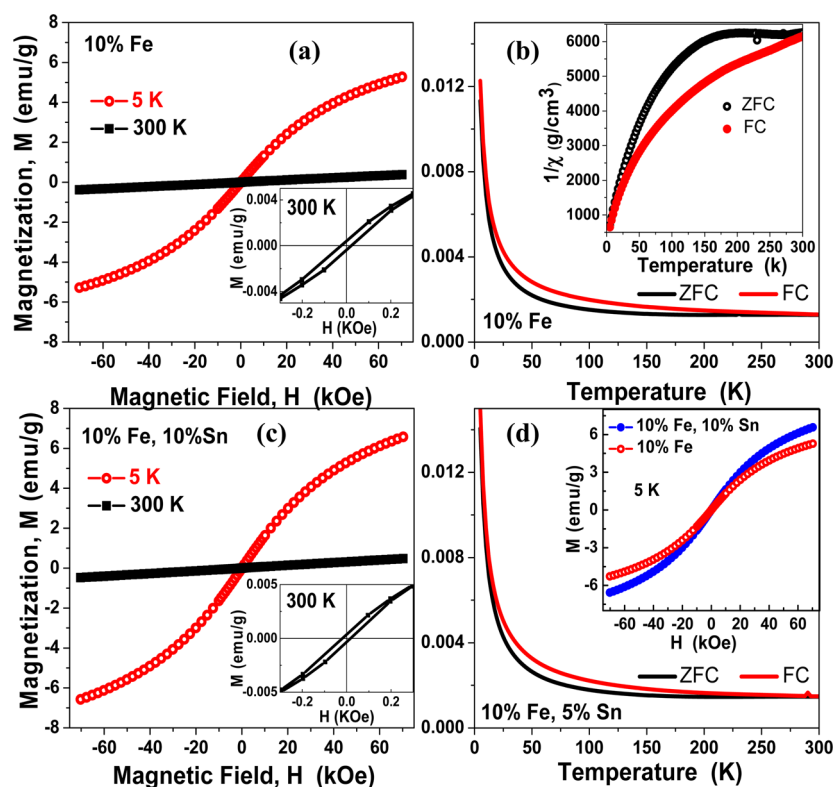 (a)
10% Fe
5 K
300 K
Magnetization, M (emu/g)
8
6
4
2
0
-2
-4
-6
-8
-60 -40 -20 0 20 40 60
Magnetic Field, H (kOe)
300 K
M (emu/g)
0.004
0.000
-0.004
-0.2 0.0 0.2
H (KOe)
(b)
0.012
0.008
0.004
0.000
0 50 100 150 200 250 300
Temperature (K)
10% Fe
ZFC FC
1/χ (g/cm3)
6000
5000
4000
3000
2000
1000
0 50 100 150 200 250 300
Temperature (k)
ZFC
FC
(c)
10% Fe, 10%Sn
5 K
300 K
Magnetization, M (emu/g)
8
6
4
2
0
-2
-4
-6
-8
-60 -40 -20 0 20 40 60
Magnetic Field, H (kOe)
300 K
M (emu/g)
0.005
0.000
-0.005
-0.2 0.0 0.2
H (KOe)
(d)
0.012
0.008
0.004
0.000
0 50 100 150 200 250 300
Temperature (K)
10% Fe, 5% Sn
ZFC FC
10% Fe, 10% Sn
10% Fe
5 K
M (emu/g)
6
3
0
-3
-6
-60 -40 -20 0 20 40 60
H (kOe)